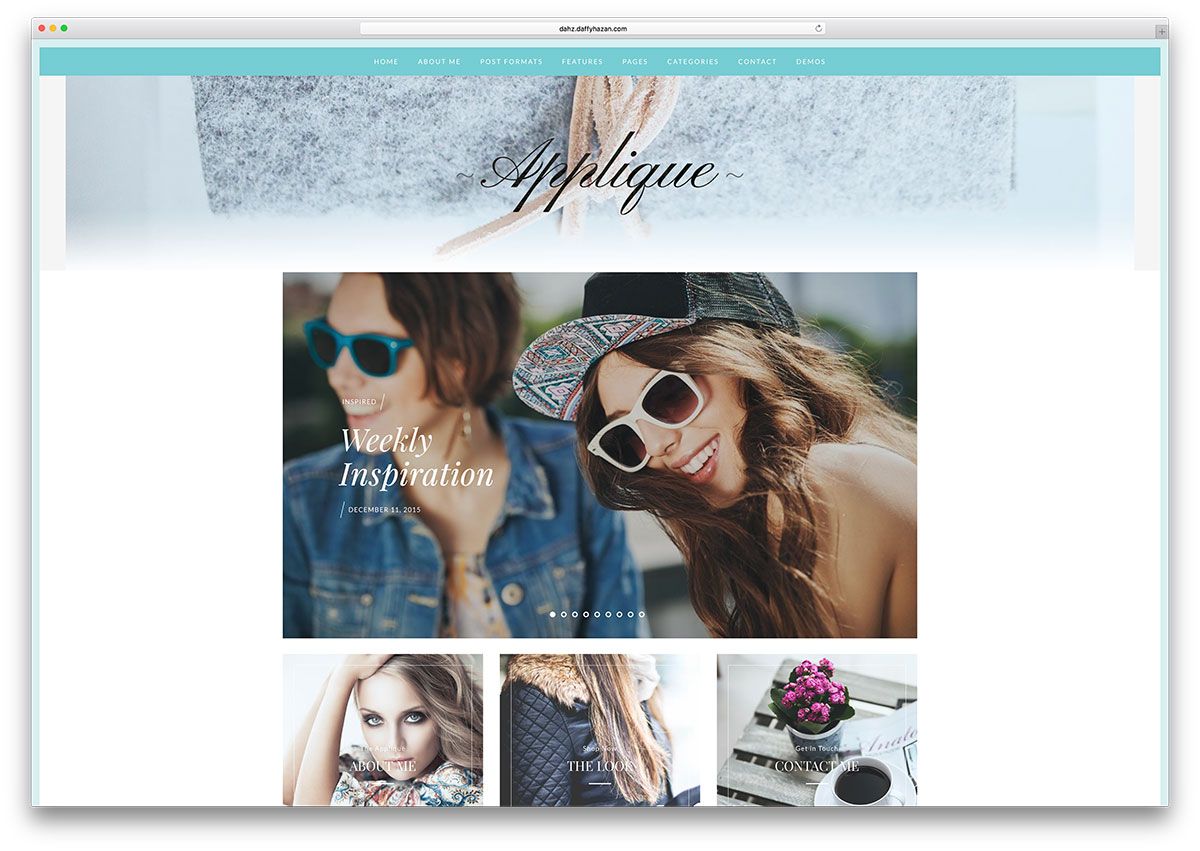 dahz.daffyhazan.com
HOME ABOUT ME POST FORMATS FEATURES PAGES CATEGORIES CONTACT DEMOS
~ Applique ~
INSPIRED /
Weekly
Inspiration
/ DECEMBER 11, 2015
The Applique
ABOUT ME
Shop Now
THE LOOK
Get In Touch
CONTACT ME